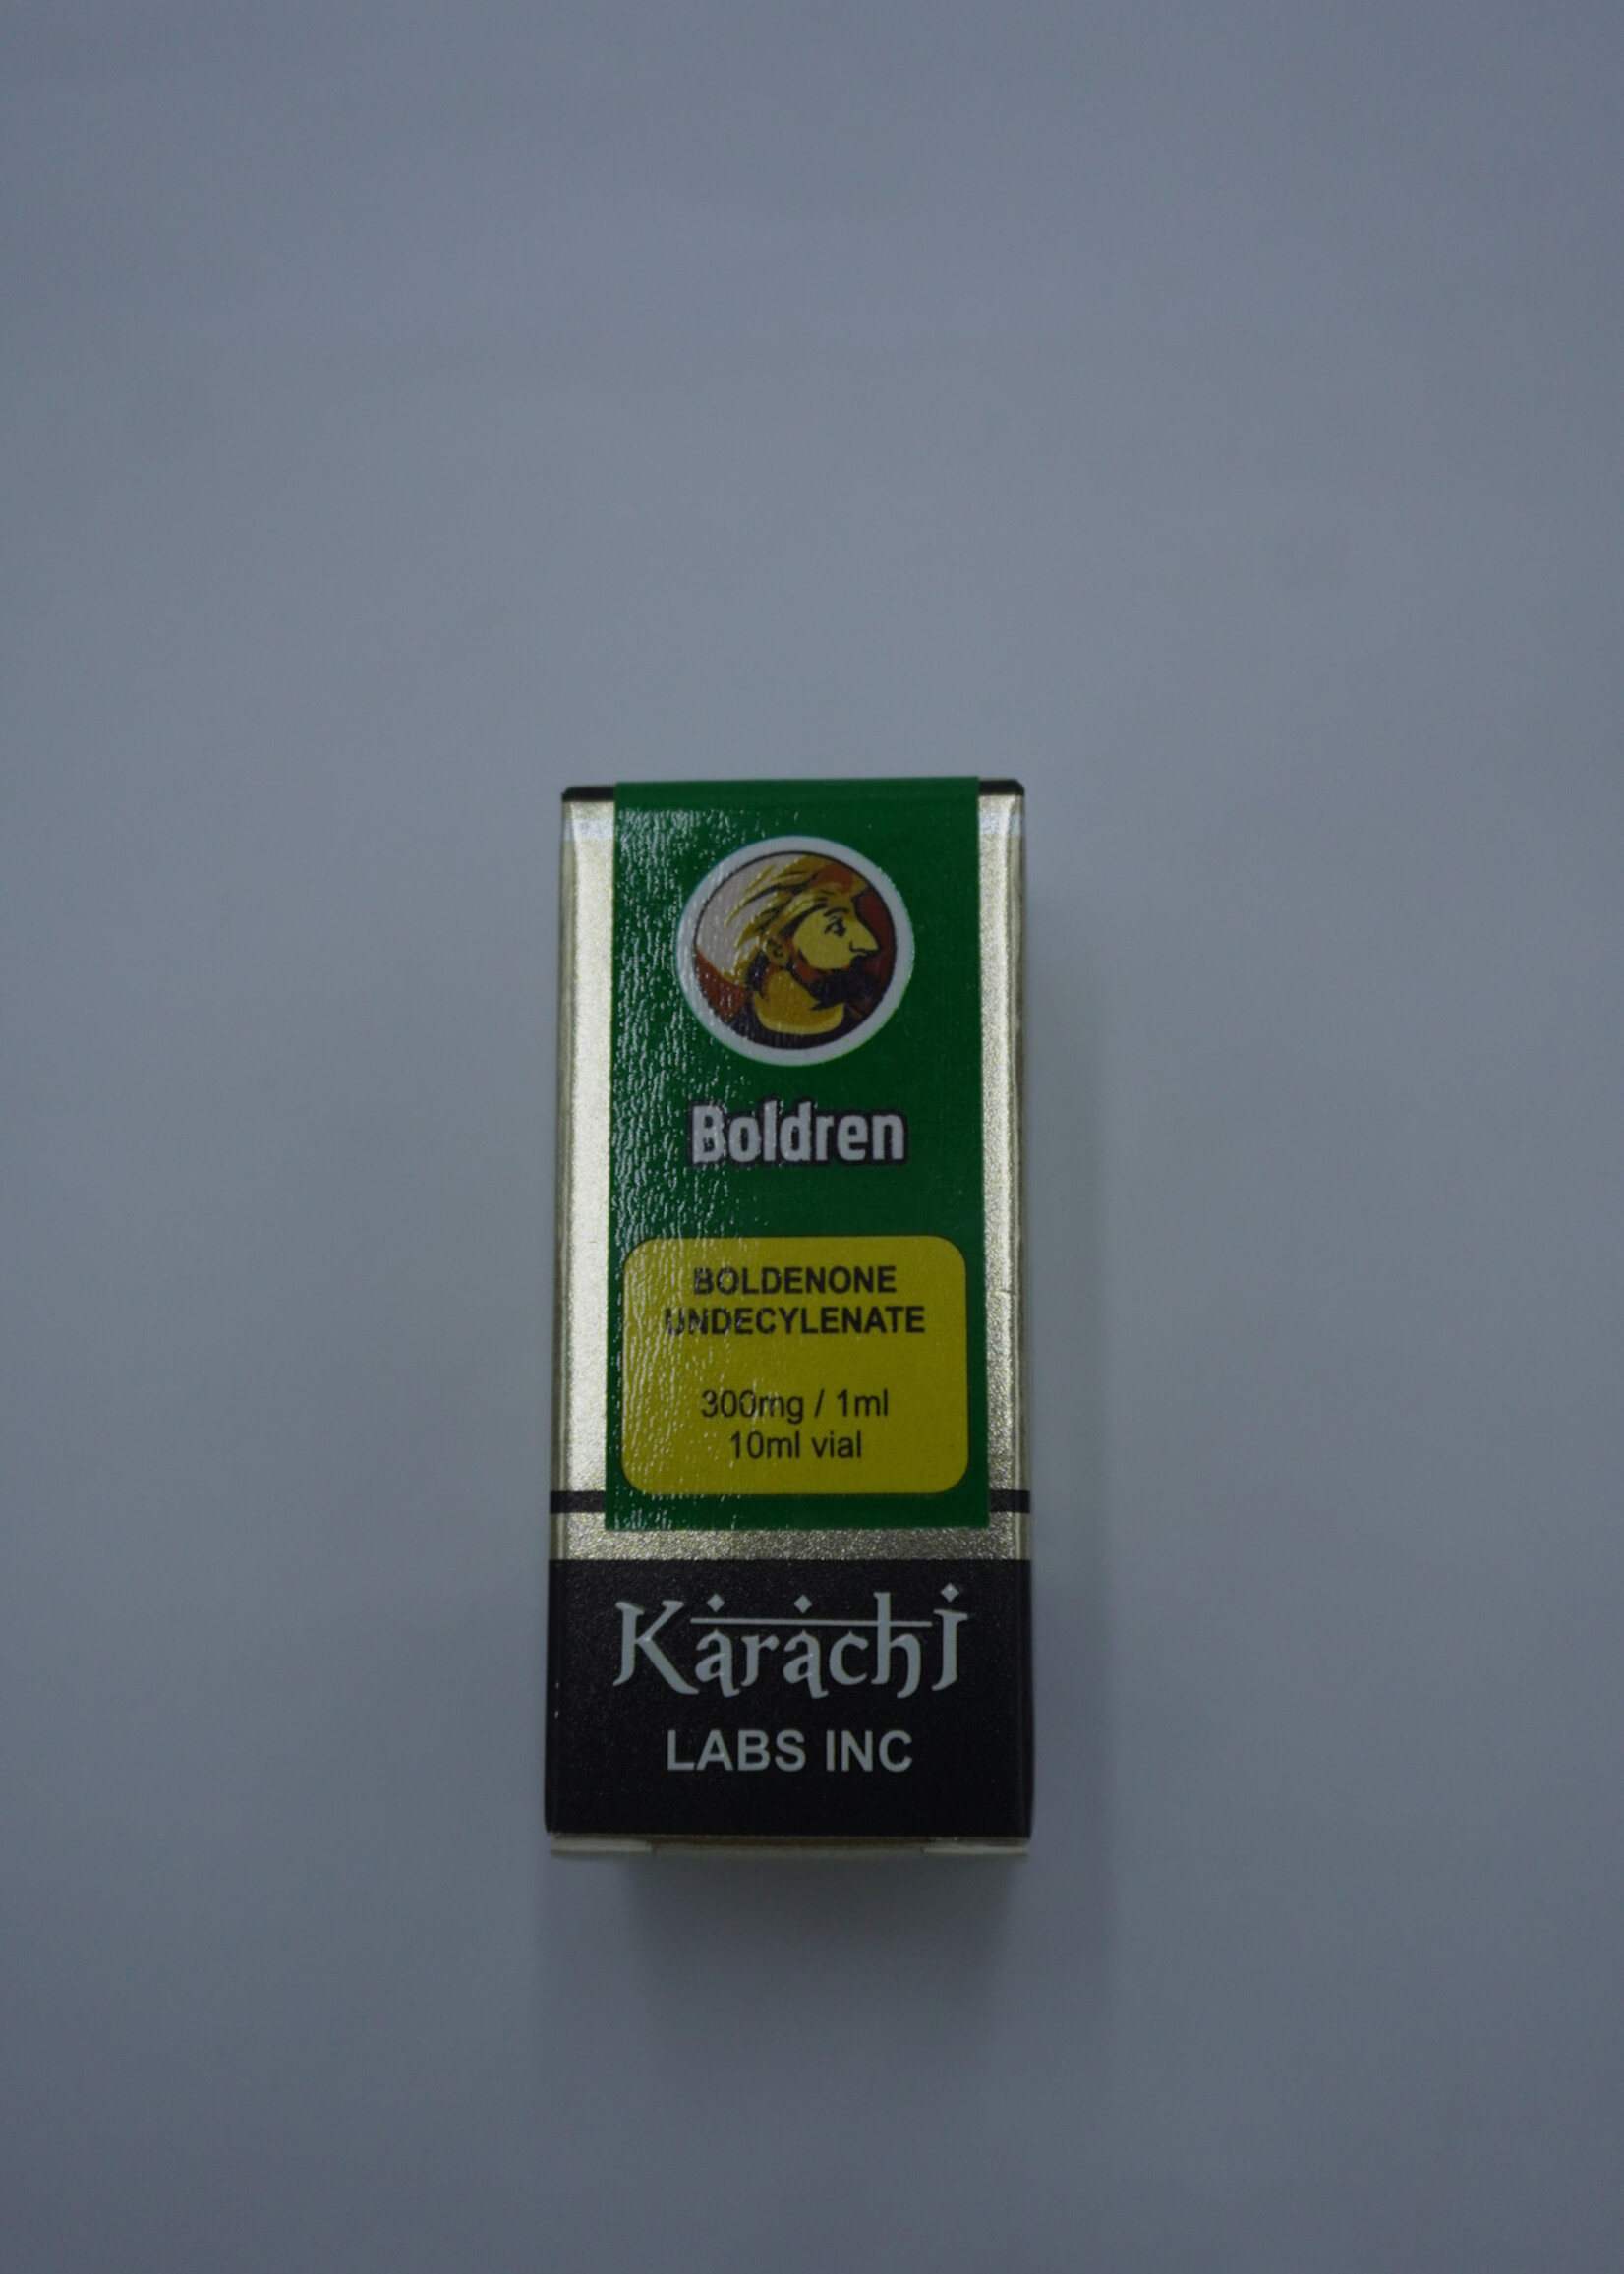 Boldren
BOLDENONE
UNDECYLENATE
300mg / 1ml
10ml vial
Karachi
LABS INC